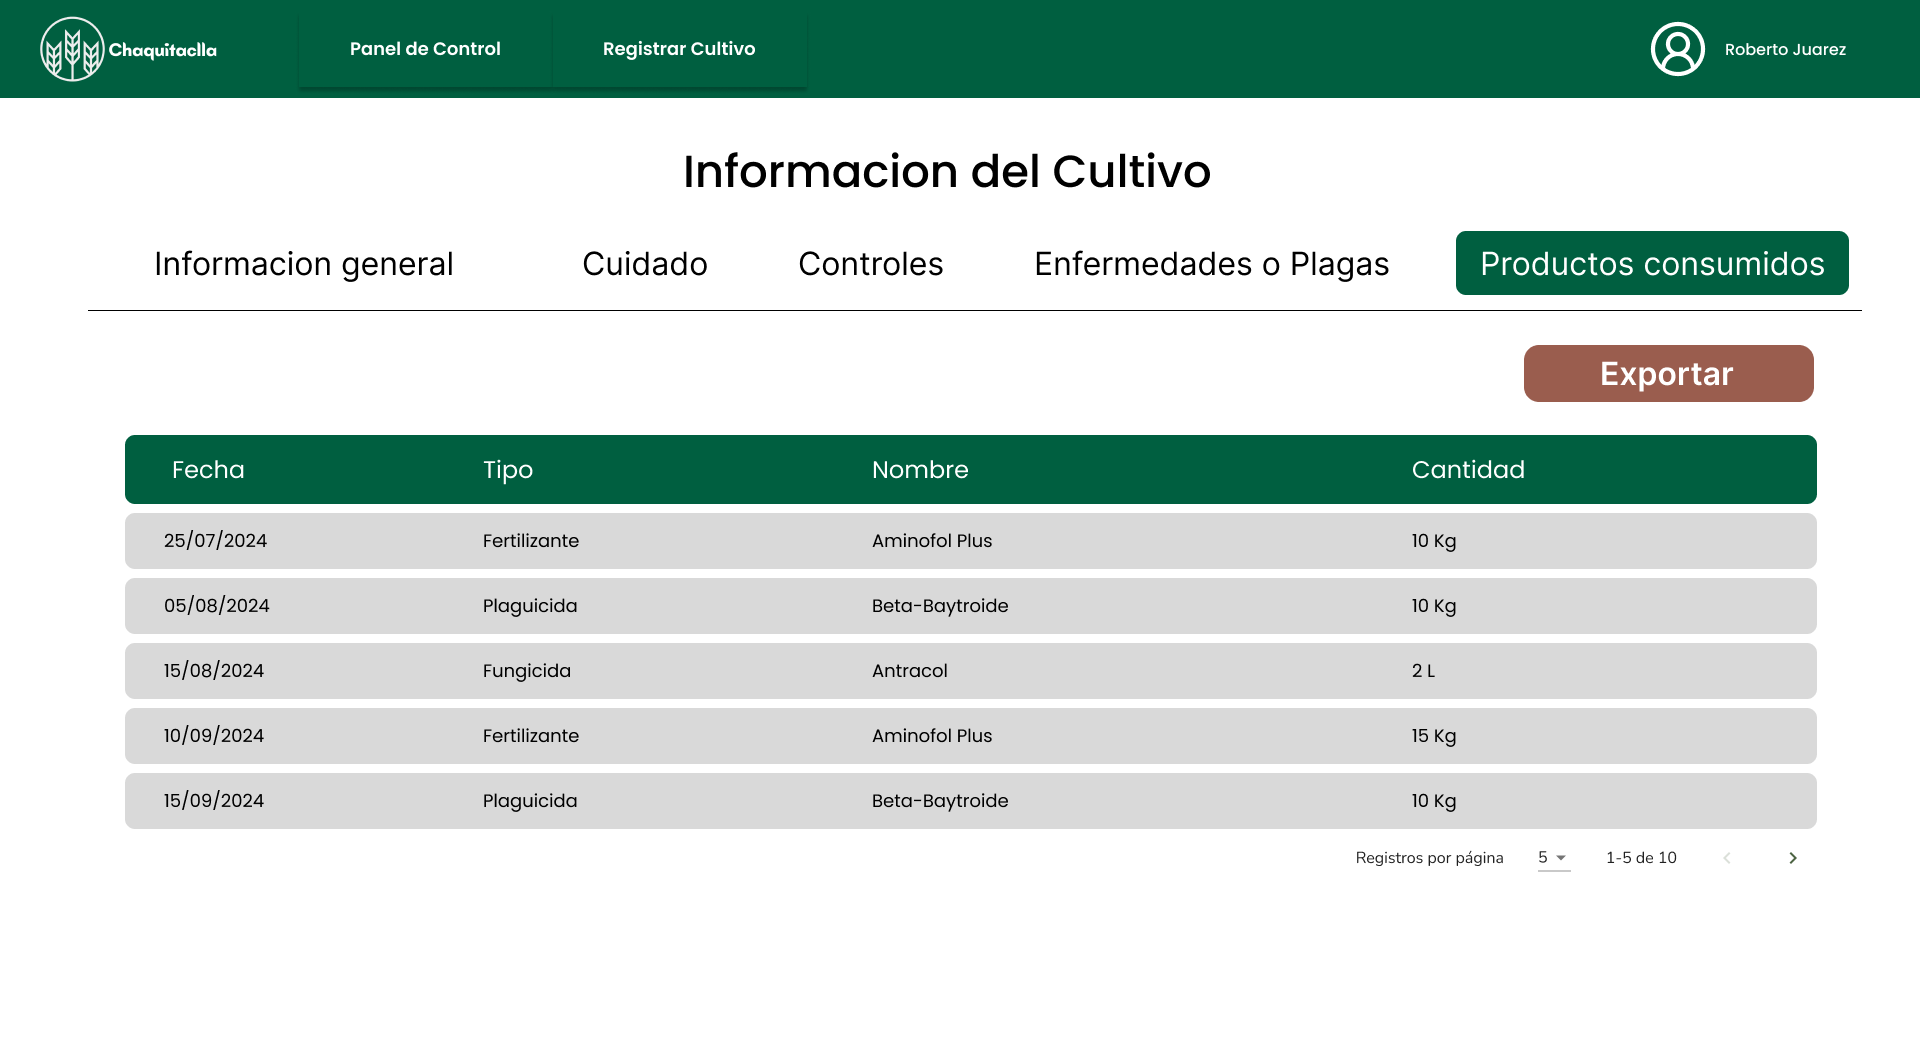 Chaquitaclla
Panel de Control
Registrar Cultivo
Roberto Juarez
Informacion del Cultivo
Informacion general
Cuidado
Controles
Enfermedades o Plagas
Productos consumidos
Exportar
Fecha Tipo Nombre Cantidad
25/07/2024 Fertilizante Aminofol Plus 10 Kg
05/08/2024 Plaguicida Beta-Baytroide 10 Kg
15/08/2024 Fungicida Antracol 2 L
10/09/2024 Fertilizante Aminofol Plus 15 Kg
15/09/2024 Plaguicida Beta-Baytroide 10 Kg
Registros por página 5 1-5 de 10